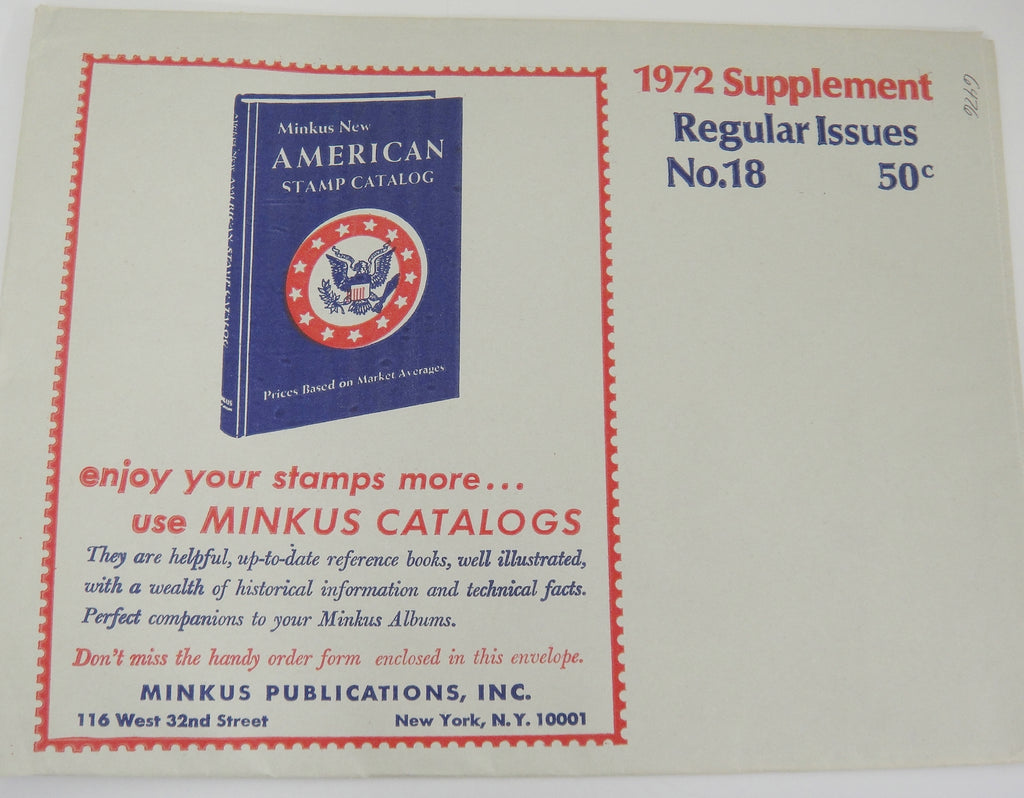 1972 Supplement
Regular Issues
No.18 50c
Minkus New
AMERICAN
STAMP CATALOG
Prices Based on Market Averages
enjoy your stamps more...
use MINKUS CATALOGS
They are helpful, up-to-date reference books, well illustrated,
with a wealth of historical information and technical facts.
Perfect companions to your Minkus Albums.
Don't miss the handy order form enclosed in this envelope.
MINKUS PUBLICATIONS, INC.
116 West 32nd Street New York, N.Y. 10001